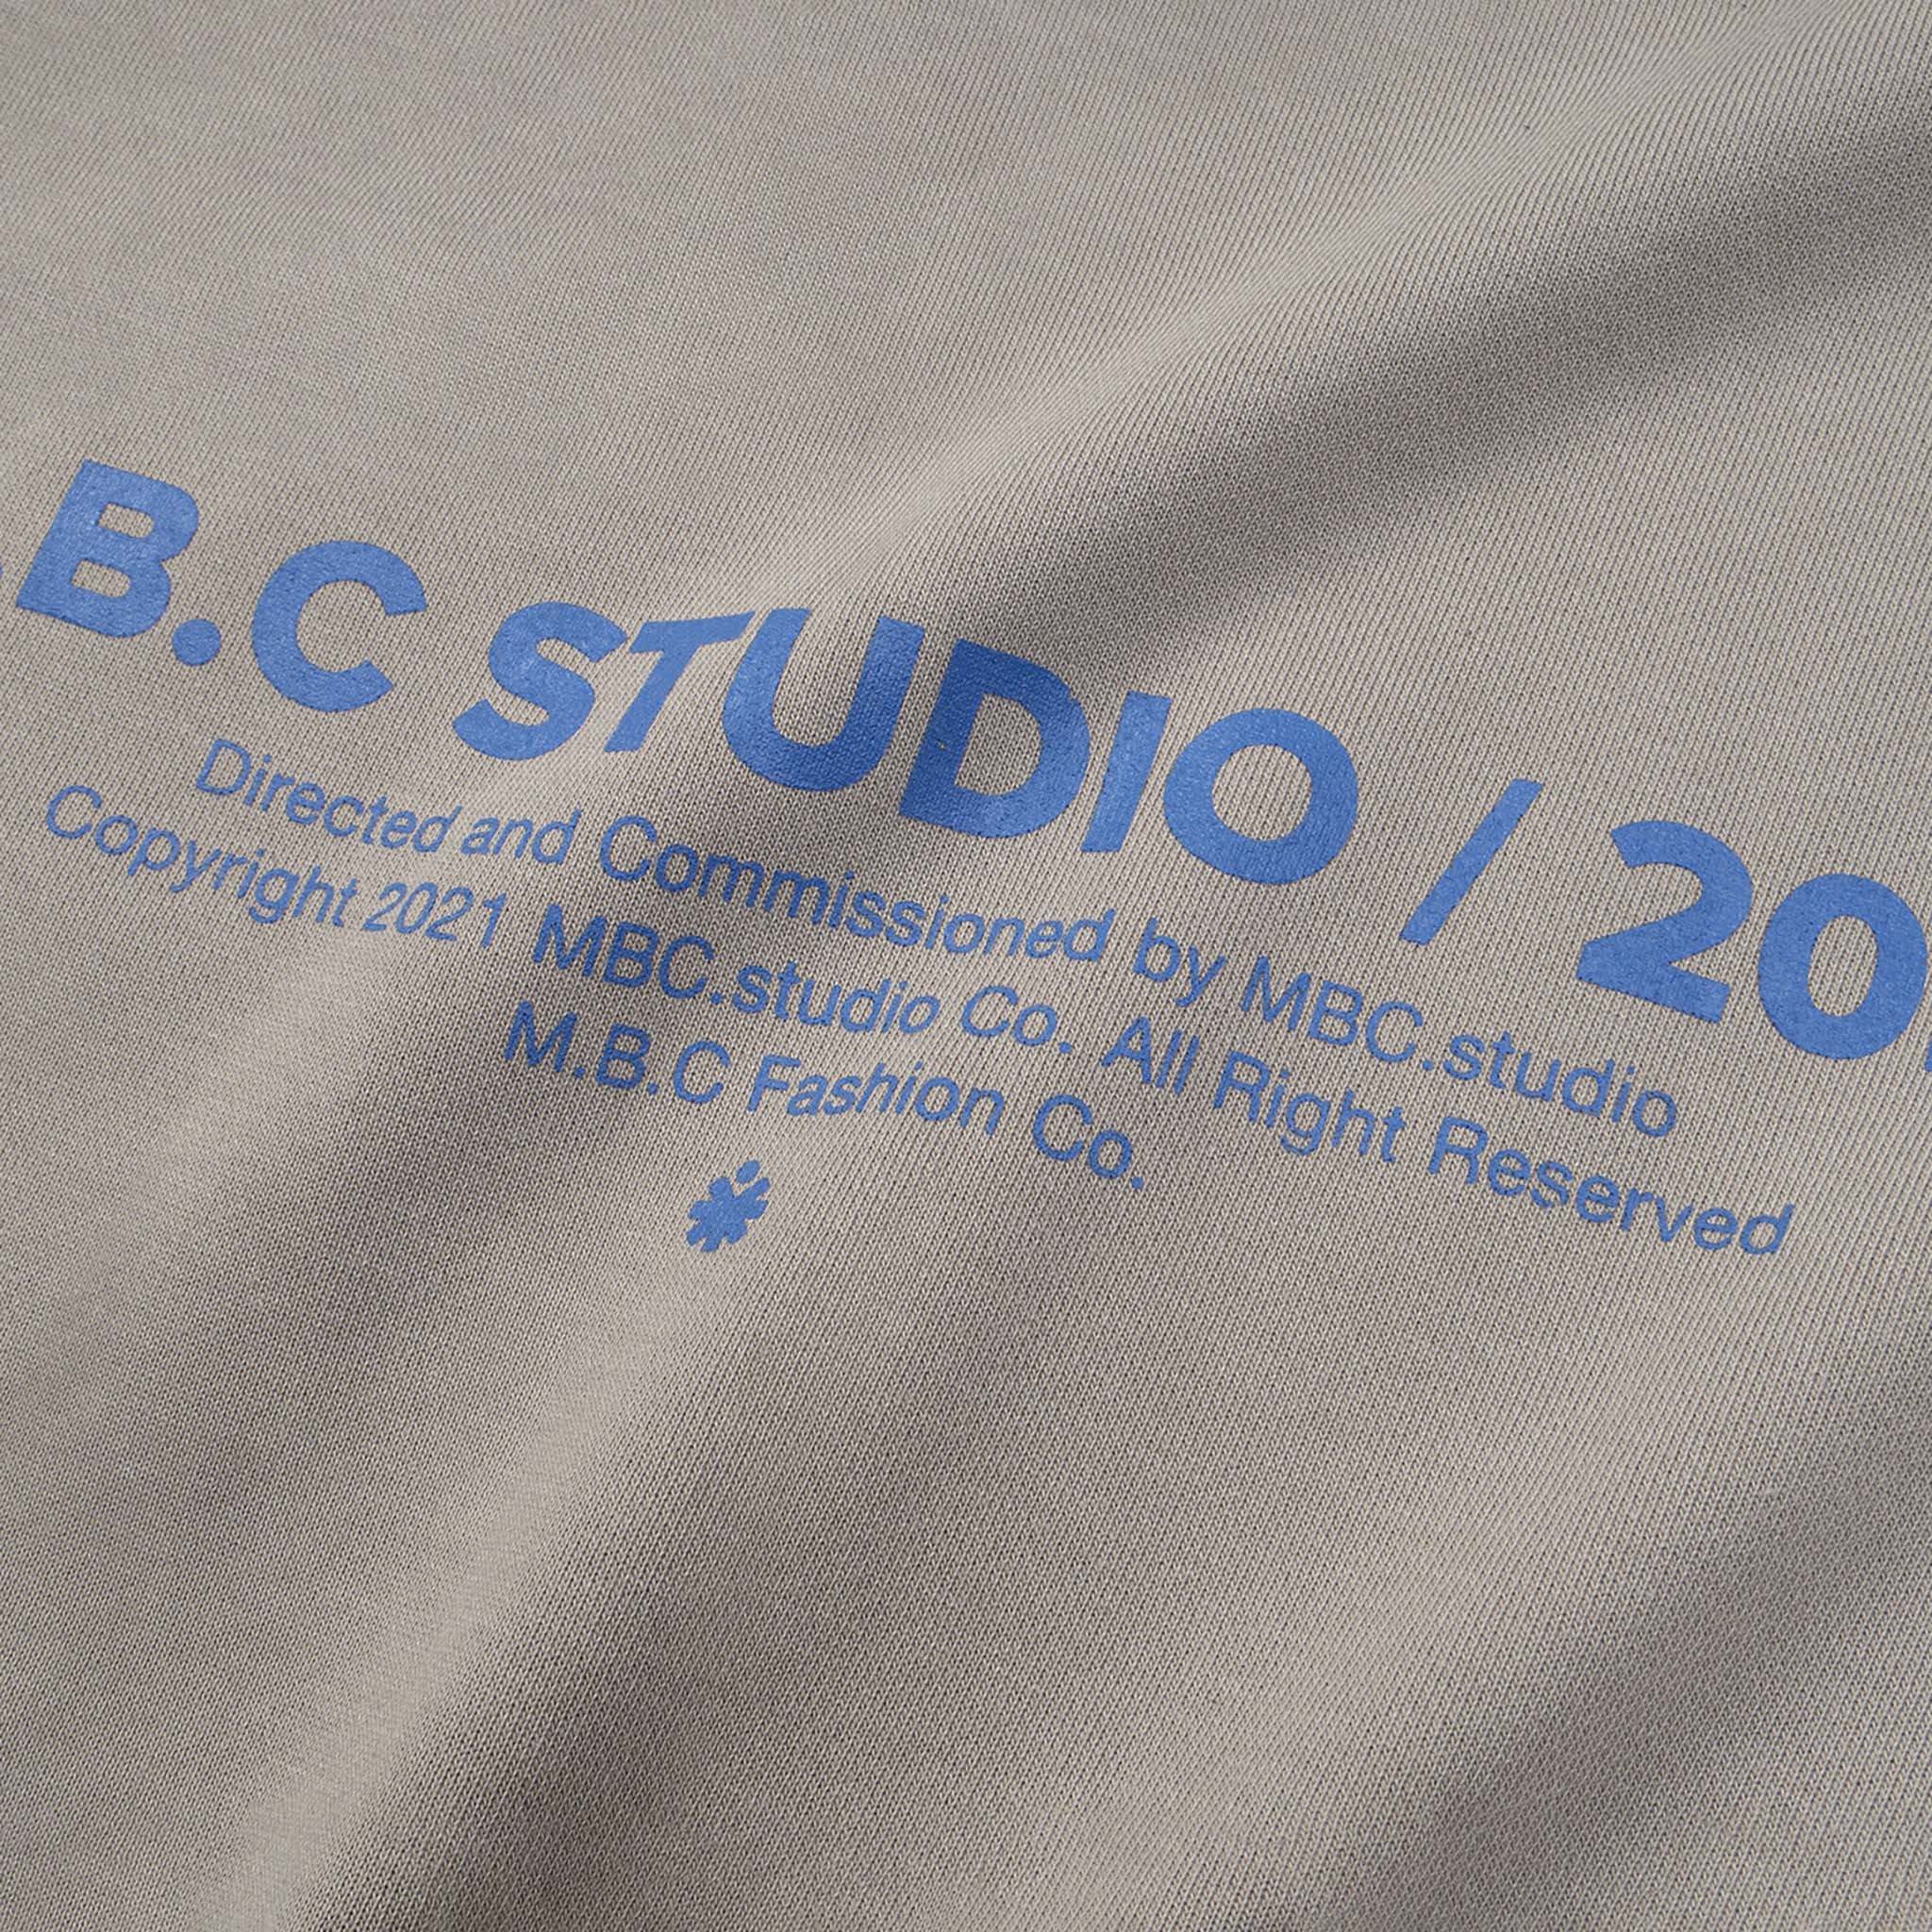 .B.C STUDIO / 20
Directed and Commissioned by MBC.studio
Copyright 2021 MBC.studio Co. All Right Reserved
M.B.C Fashion Co.